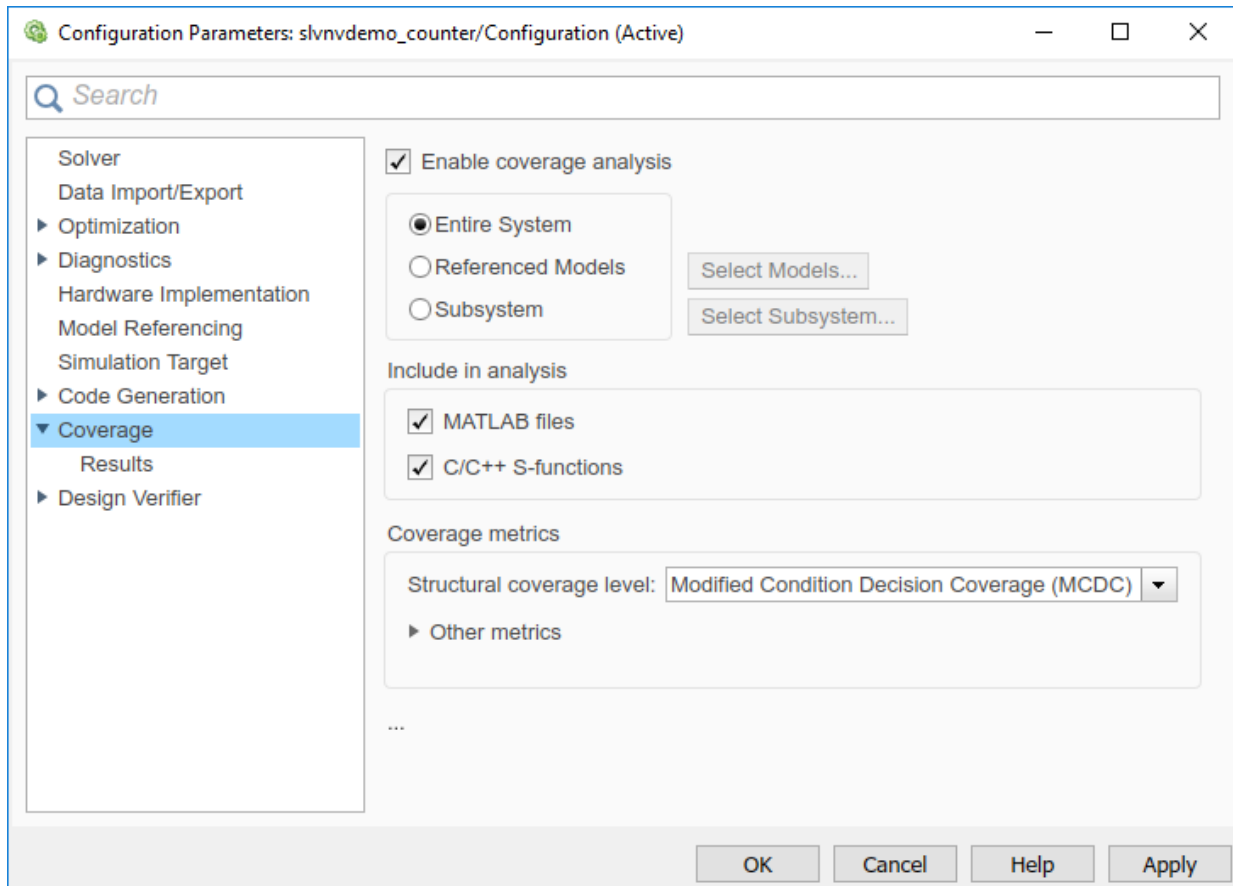 Configuration Parameters: slvnvdemo_counter/Configuration (Active)
Search
Solver
Data Import/Export
Optimization
Diagnostics
Hardware Implementation
Model Referencing
Simulation Target
Code Generation
Coverage
Results
Design Verifier
Enable coverage analysis
Entire System
Referenced Models
Select Models...
Subsystem
Select Subsystem...
Include in analysis
MATLAB files
C/C++ S-functions
Coverage metrics
Structural coverage level: Modified Condition Decision Coverage (MCDC)
Other metrics
...
OK Cancel Help Apply